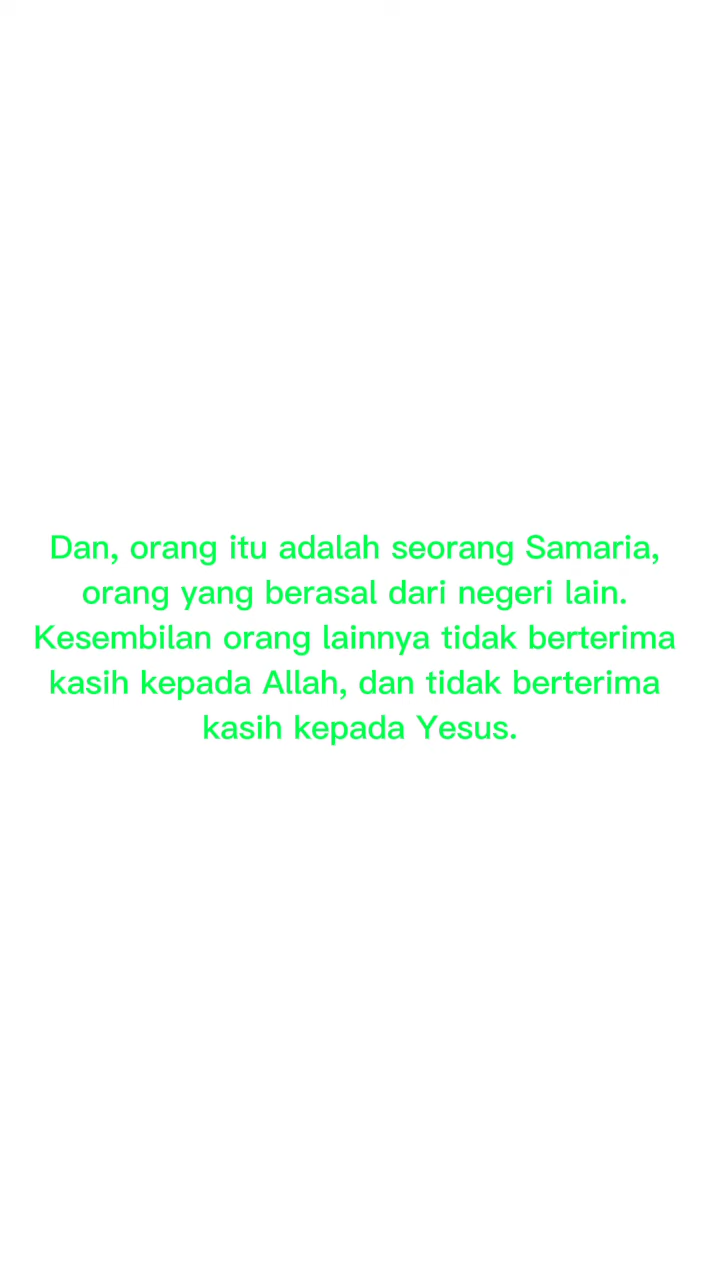 Dan, orang itu adalah seorang Samaria,
orang yang berasal dari negeri lain.
Kesembilan orang lainnya tidak berterima
kasih kepada Allah, dan tidak berterima
kasih kepada Yesus.